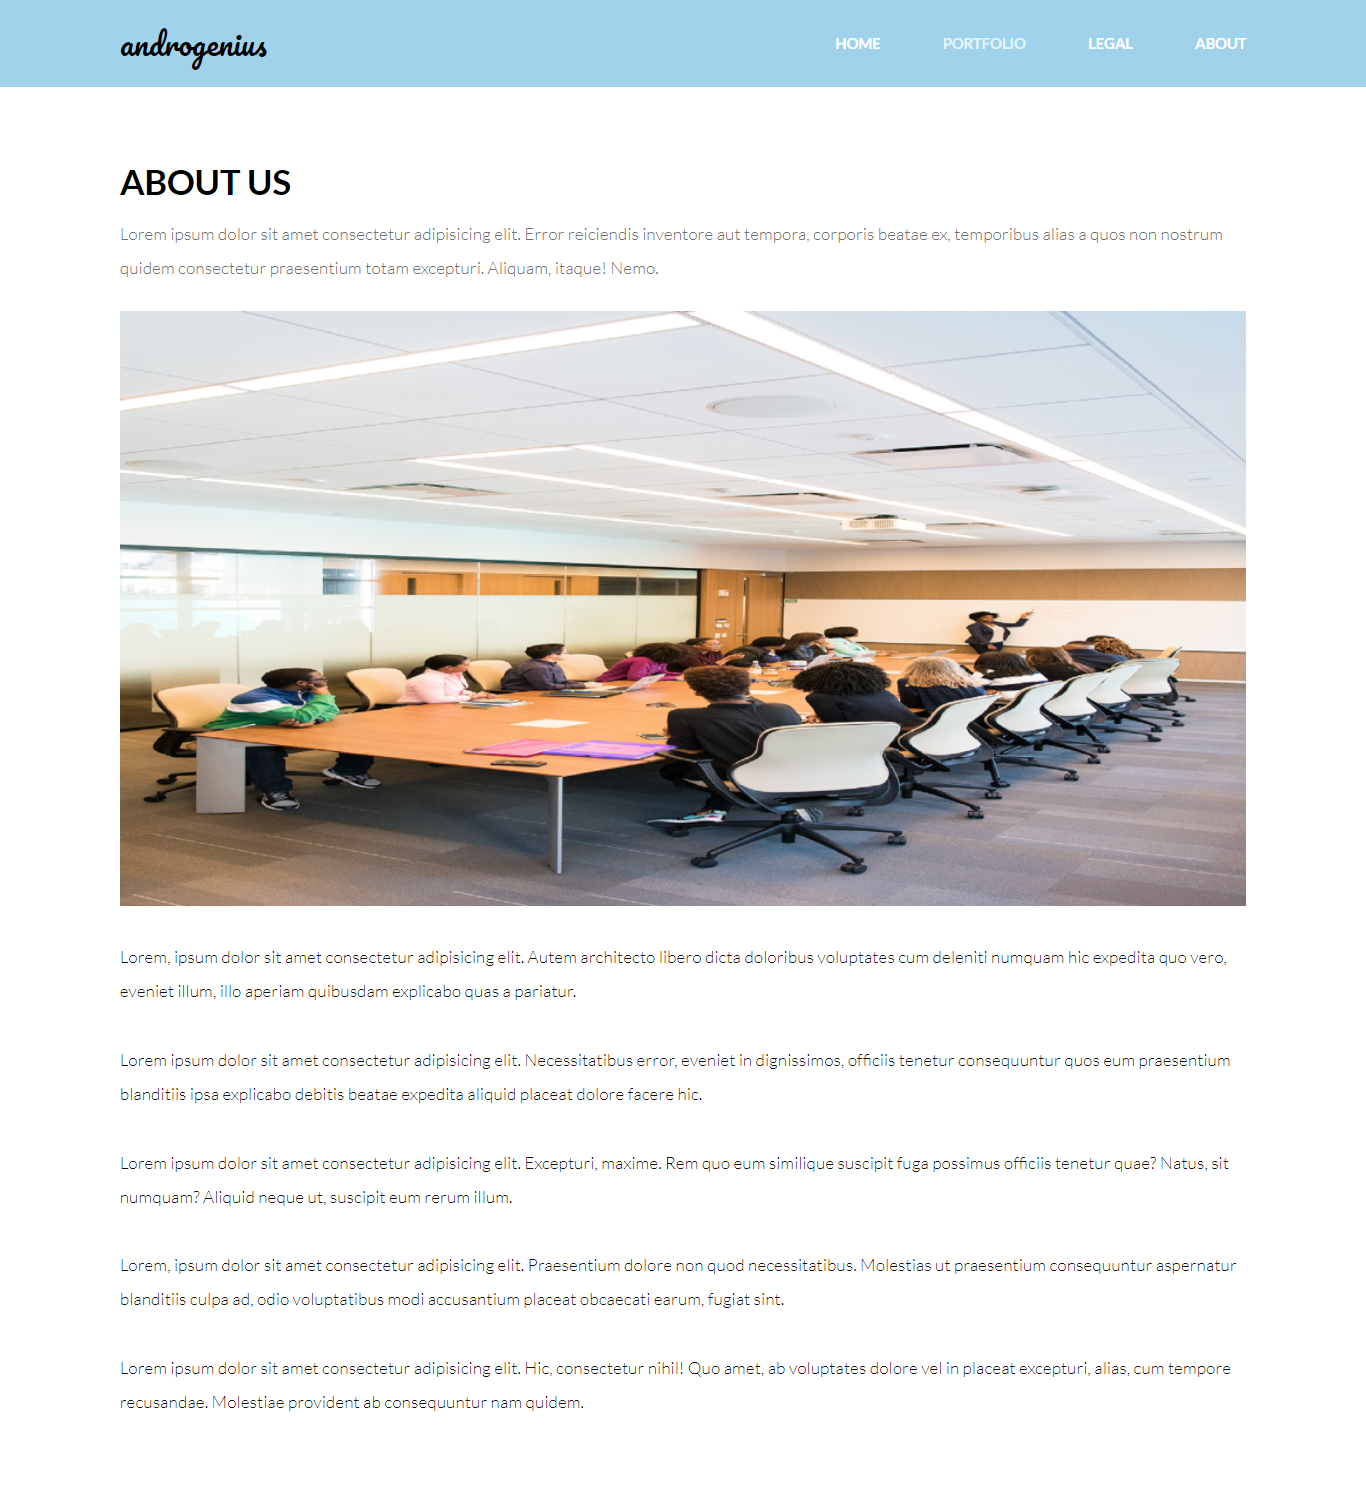 androgenius
HOME PORTFOLIO LEGAL ABOUT
ABOUT US
Lorem ipsum dolor sit amet consectetur adipisicing elit. Error reiciendis inventore aut tempora, corporis beatae ex, temporibus alias a quos non nostrum
quidem consectetur praesentium totam excepturi. Aliquam, itaque! Nemo.
Lorem, ipsum dolor sit amet consectetur adipisicing elit. Autem architecto libero dicta doloribus voluptates cum deleniti numquam hic expedita quo vero,
eveniet illum, illo aperiam quibusdam explicabo quas a pariatur.
Lorem ipsum dolor sit amet consectetur adipisicing elit. Necessitatibus error, eveniet in dignissimos, officiis tenetur consequuntur quos eum praesentium
blanditiis ipsa explicabo debitis beatae expedita aliquid placeat dolore facere hic.
Lorem ipsum dolor sit amet consectetur adipisicing elit. Excepturi, maxime. Rem quo eum similique suscipit fuga possimus officiis tenetur quae? Natus, sit
numquam? Aliquid neque ut, suscipit eum rerum illum.
Lorem, ipsum dolor sit amet consectetur adipisicing elit. Praesentium dolore non quod necessitatibus. Molestias ut praesentium consequuntur aspernatur
blanditiis culpa ad, odio voluptatibus modi accusantium placeat obcaecati earum, fugiat sint.
Lorem ipsum dolor sit amet consectetur adipisicing elit. Hic, consectetur nihil! Quo amet, ab voluptates dolore vel in placeat excepturi, alias, cum tempore
recusandae. Molestiae provident ab consequuntur nam quidem.